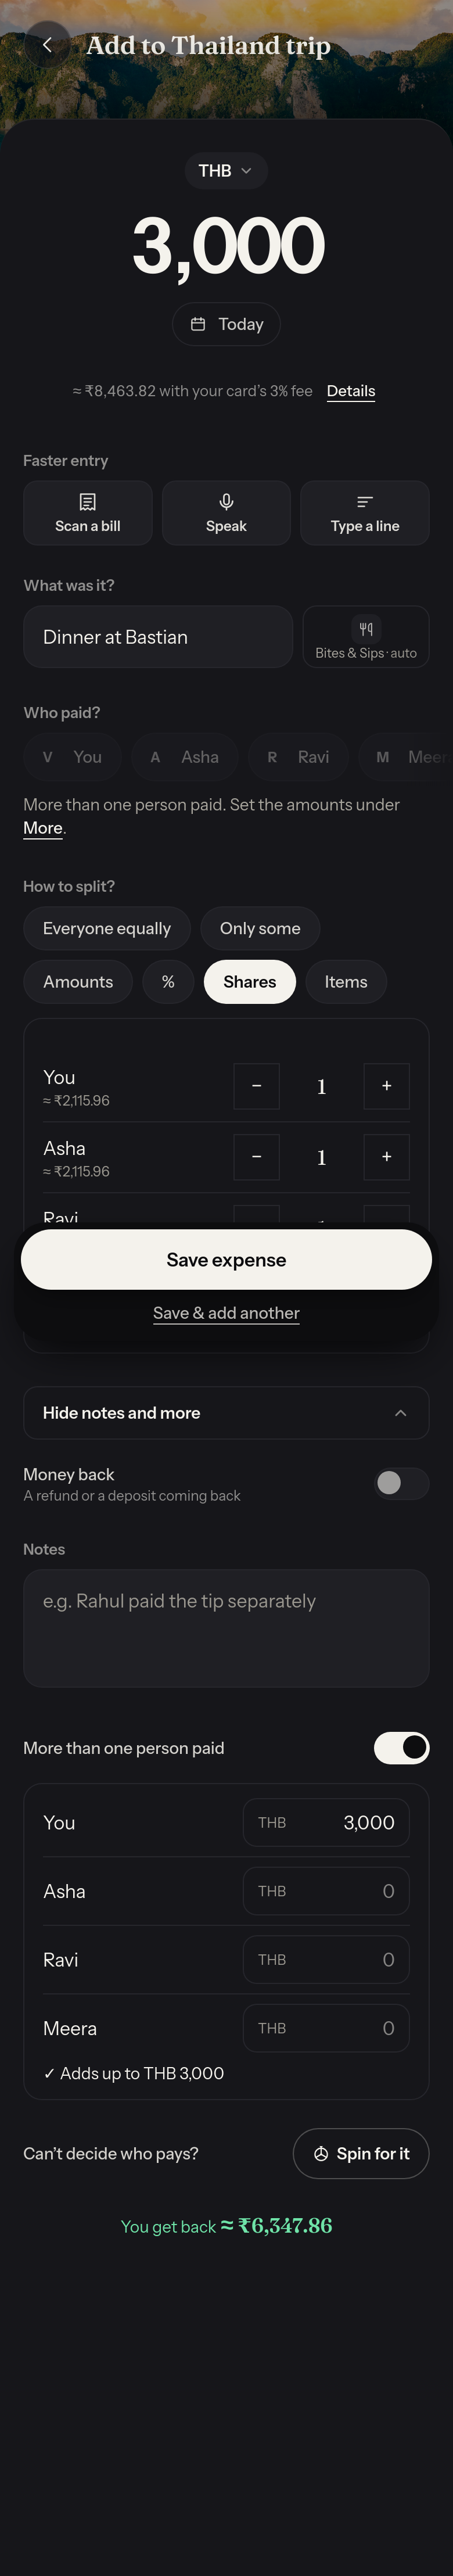 Add to Thailand trip
THB
3,000
Today
≈ ₹8,463.82 with your card's 3% fee Details
Faster entry
Scan a bill
Speak
Type a line
What was it?
Dinner at Bastian
Bites & Sips · auto
Who paid?
V You
A Asha
R Ravi
M Meer
More than one person paid. Set the amounts under
More.
How to split?
Everyone equally
Only some
Amounts
%
Shares
Items
You
≈ ₹2,115.96
− 1 +
Asha
≈ ₹2,115.96
− 1 +
Ravi
Save expense
Save & add another
Hide notes and more
Money back
A refund or a deposit coming back
Notes
e.g. Rahul paid the tip separately
More than one person paid
You THB 3,000
Asha THB 0
Ravi THB 0
Meera THB 0
✓ Adds up to THB 3,000
Can't decide who pays?
Spin for it
You get back ≈ ₹6,347.86